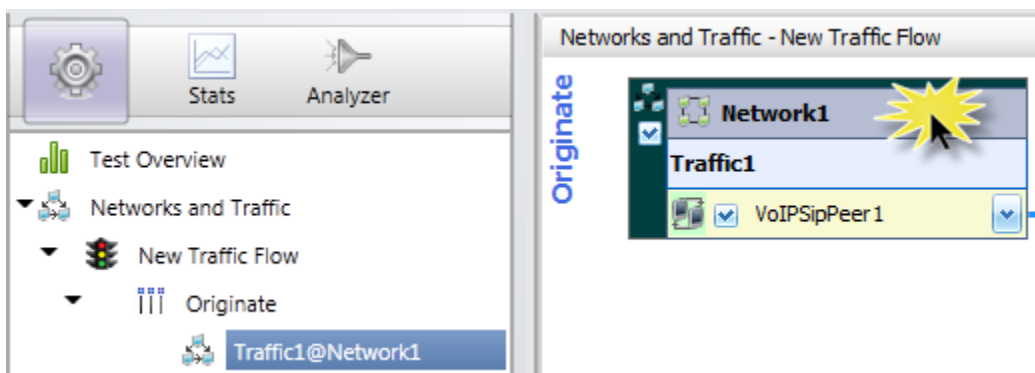 Stats
Analyzer
Test Overview
Networks and Traffic
New Traffic Flow
Originate
Traffic1@Network1
Networks and Traffic - New Traffic Flow
Originate
Network1
Traffic1
VoIPSipPeer1